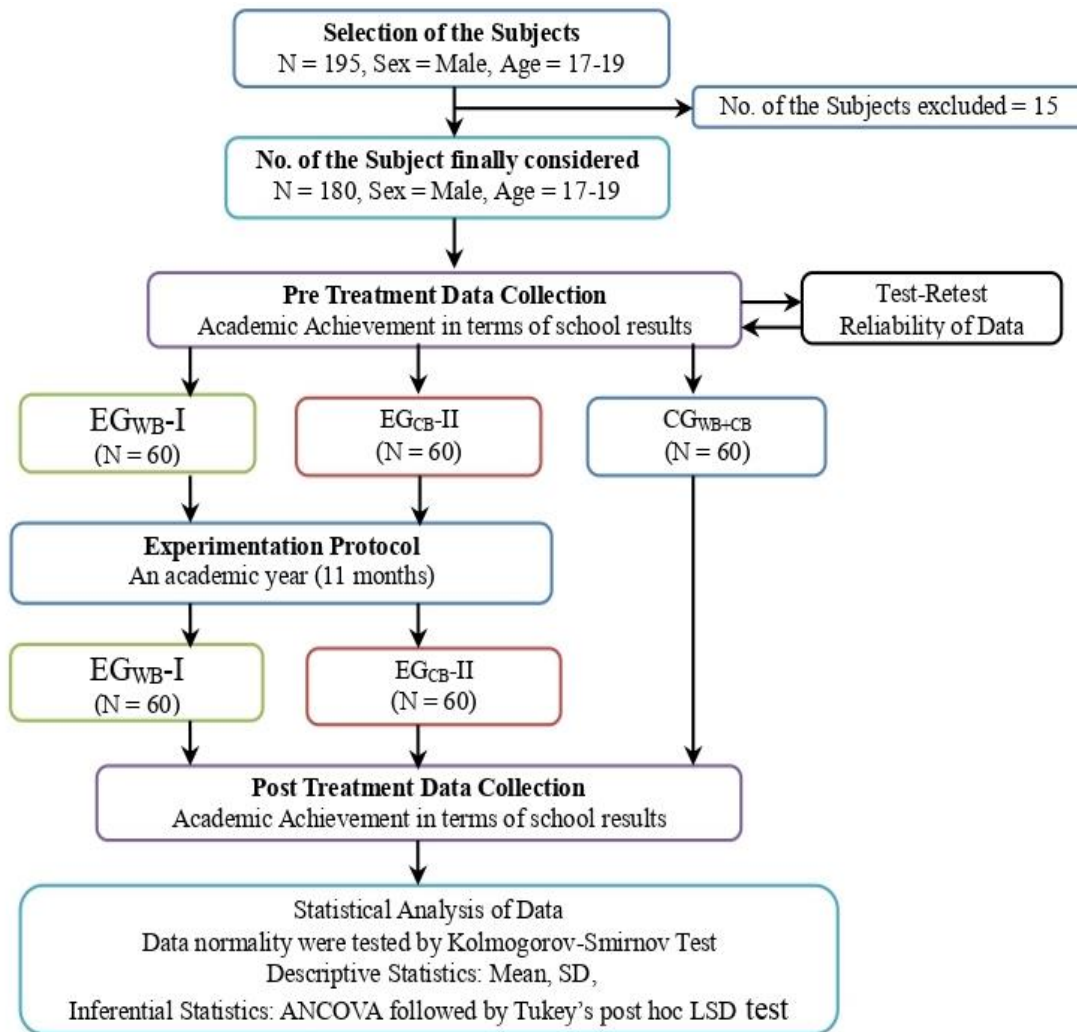 Selection of the Subjects
N = 195, Sex = Male, Age = 17-19
No. of the Subjects excluded = 15
No. of the Subject finally considered
N = 180, Sex = Male, Age = 17-19
Pre Treatment Data Collection
Academic Achievement in terms of school results
Test-Retest
Reliability of Data
EGWB-I
(N = 60)
EGCB-II
(N = 60)
CGWB+CB
(N = 60)
Experimentation Protocol
An academic year (11 months)
EGWB-I
(N = 60)
EGCB-II
(N = 60)
Post Treatment Data Collection
Academic Achievement in terms of school results
Statistical Analysis of Data
Data normality were tested by Kolmogorov-Smirnov Test
Descriptive Statistics: Mean, SD,
Inferential Statistics: ANCOVA followed by Tukey's post hoc LSD test